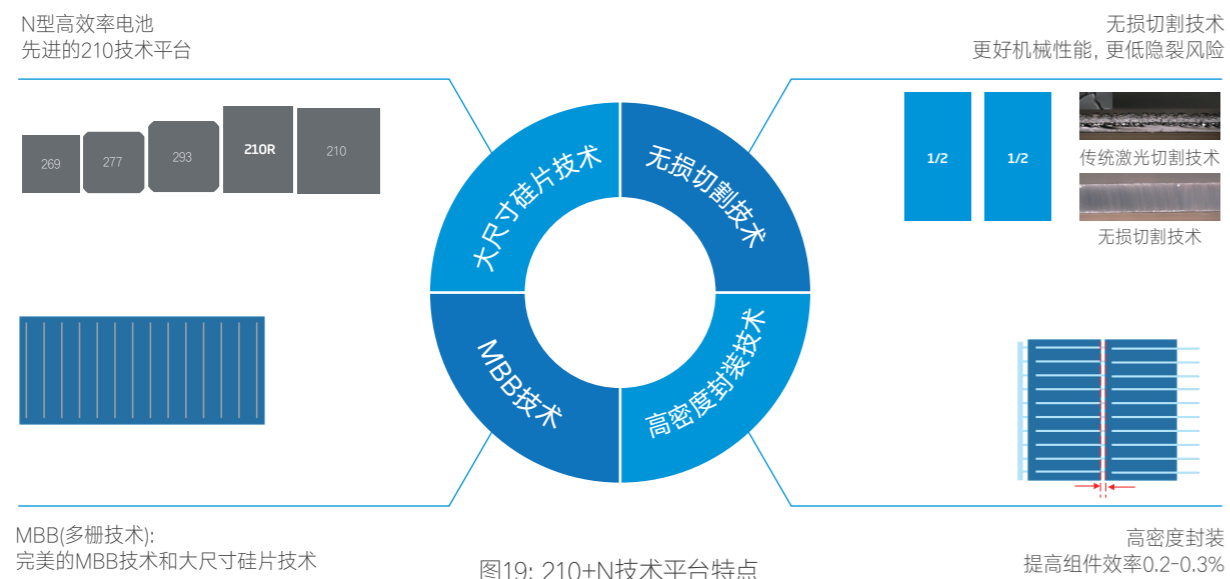 N型高效率电池
先进的210技术平台
无损切割技术
更好机械性能, 更低隐裂风险
269
277
293
210R
210
1/2
1/2
传统激光切割技术
无损切割技术
大尺寸硅片技术
无损切割技术
MBB技术
高密度封装技术
MBB(多栅技术):
完美的MBB技术和大尺寸硅片技术
高密度封装
提高组件效率0.2-0.3%
图19: 210+N技术平台特点